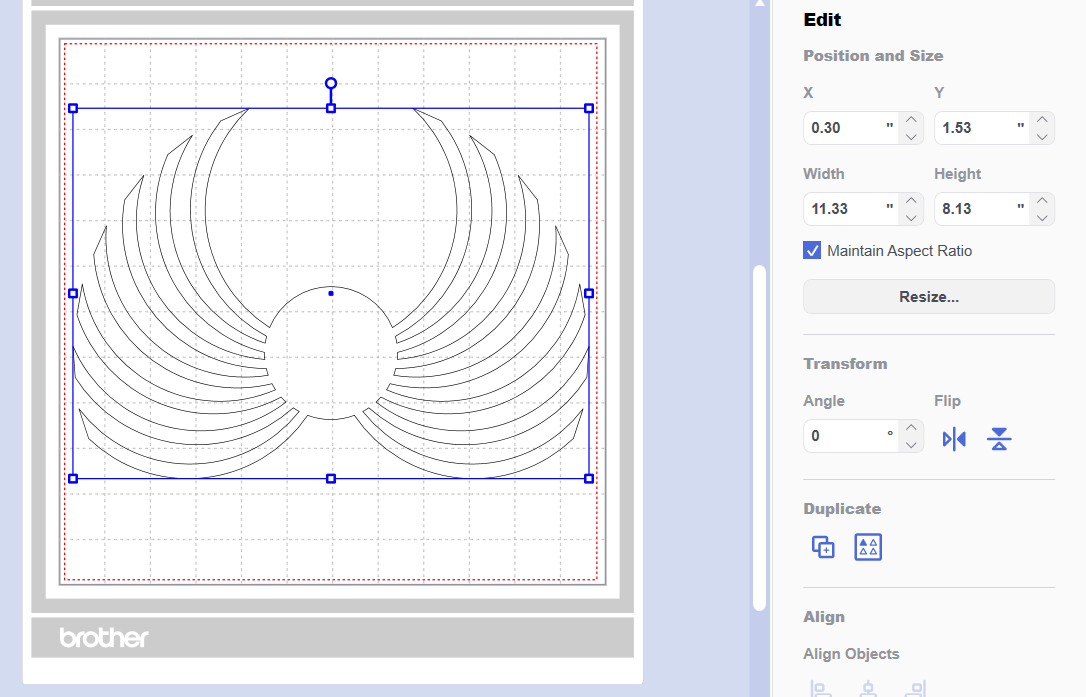 Edit
Position and Size
X Y
0.30 " 1.53 "
Width Height
11.33 " 8.13 "
Maintain Aspect Ratio
Resize...
Transform
Angle Flip
0 °
Duplicate
Align
Align Objects
brother